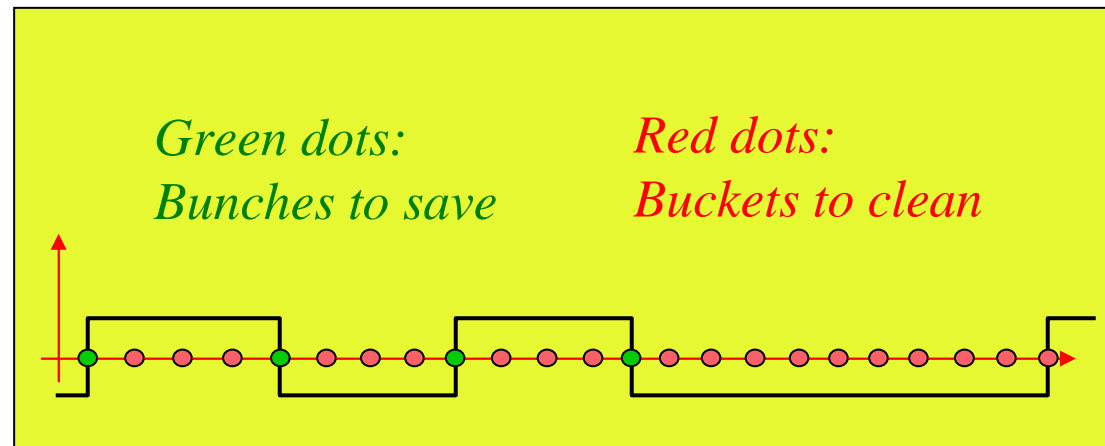 Green dots:
Bunches to save
Red dots:
Buckets to clean